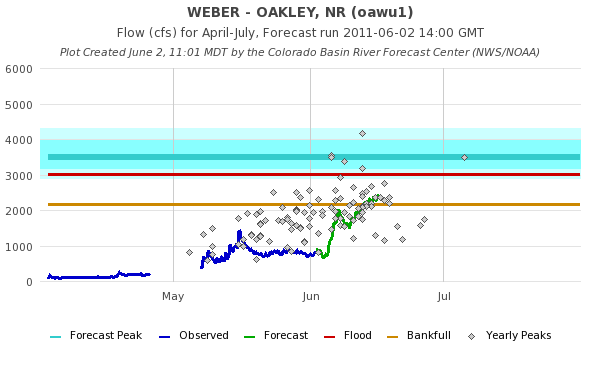 WEBER - OAKLEY, NR (oawu1)
Flow (cfs) for April-July, Forecast run 2011-06-02 14:00 GMT
Plot Created June 2, 11:01 MDT by the Colorado Basin River Forecast Center (NWS/NOAA)
6000
5000
4000
3000
2000
1000
0
May Jun Jul
Forecast Peak Observed Forecast Flood Bankfull Yearly Peaks